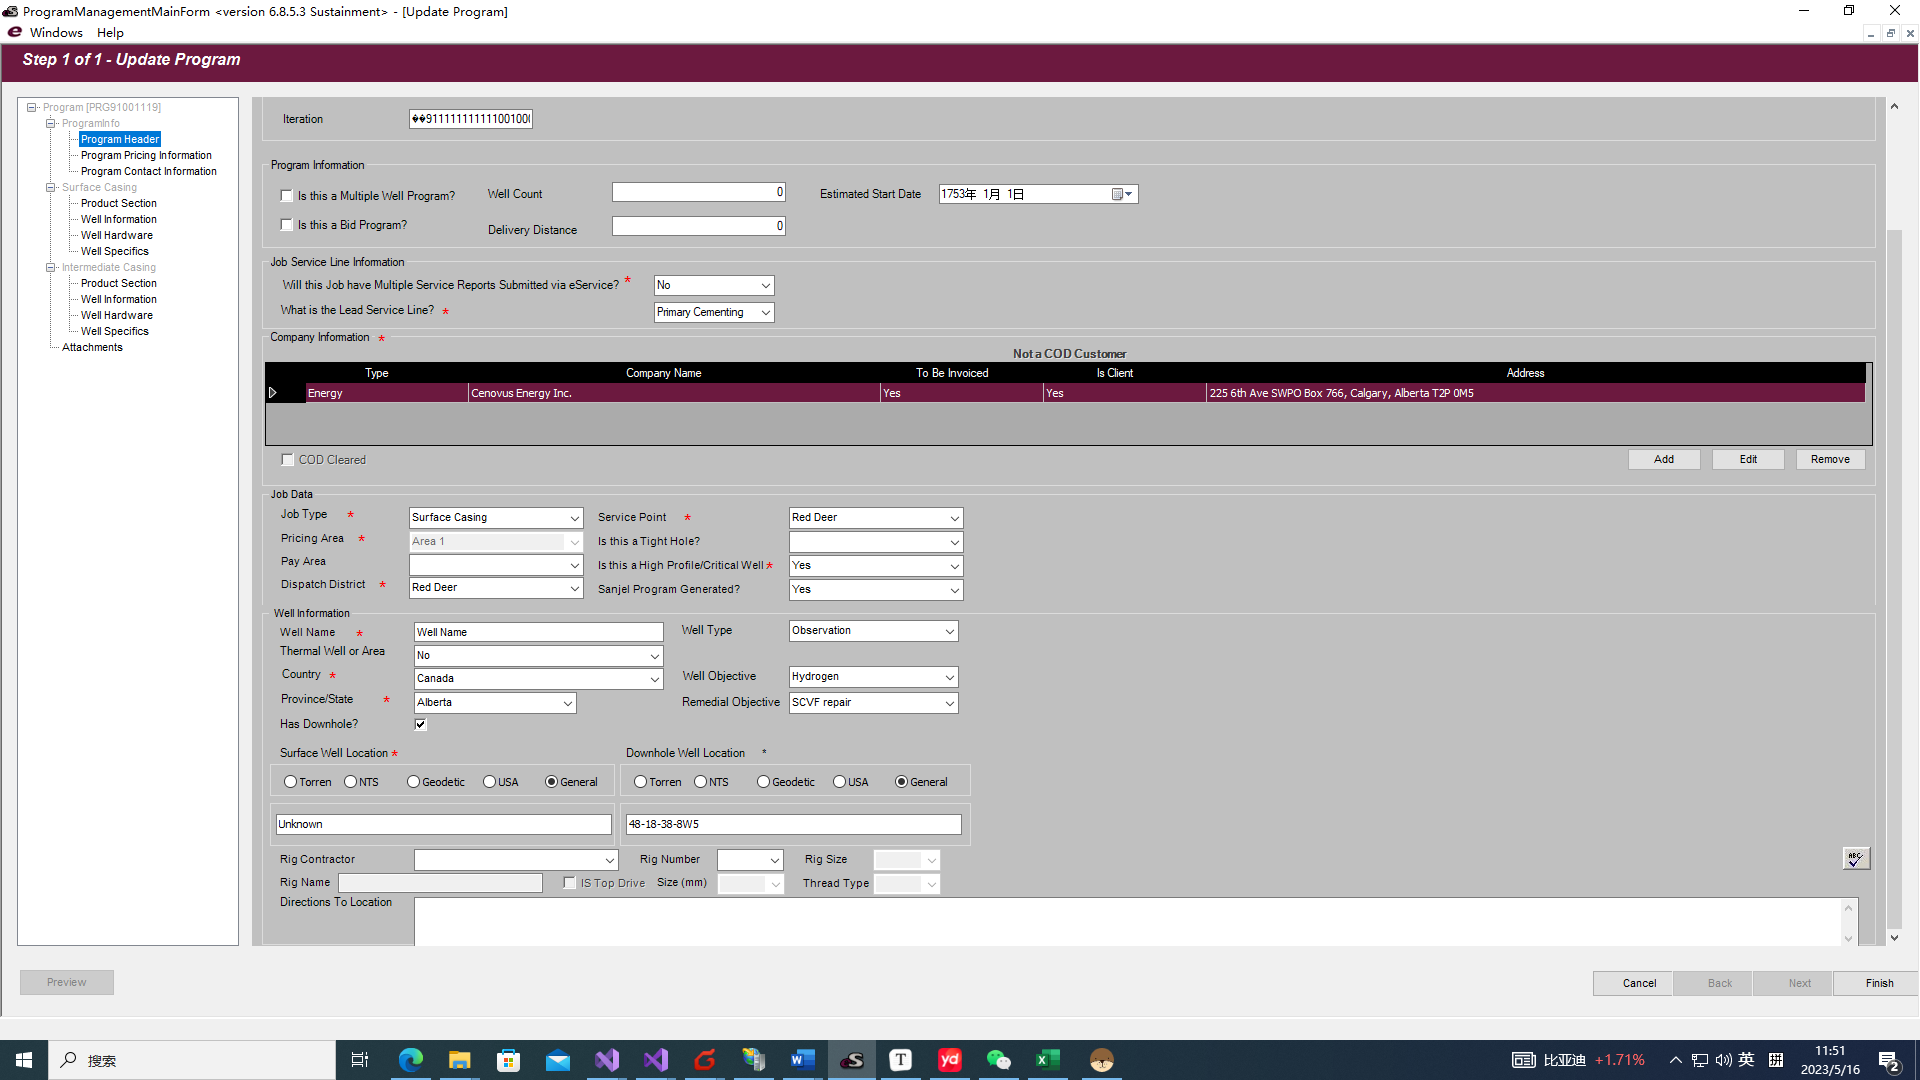 ProgramManagementMainForm <version 6.8.5.3 Sustainment> - [Update Program]
Windows Help
Step 1 of 1 - Update Program
Program [PRG91001119]
ProgramInfo
Program Header
Program Pricing Information
Program Contact Information
Surface Casing
Product Section
Well Information
Well Hardware
Well Specifics
Intermediate Casing
Product Section
Well Information
Well Hardware
Well Specifics
Attachments
Iteration ��911111111111001000
Program Information
Is this a Multiple Well Program? Well Count 0 Estimated Start Date 1753年 1月 1日
Is this a Bid Program? Delivery Distance 0
Job Service Line Information
Will this Job have Multiple Service Reports Submitted via eService? * No
What is the Lead Service Line? * Primary Cementing
Company Information *
Not a COD Customer
Type Company Name To Be Invoiced Is Client Address
Energy Cenovus Energy Inc. Yes Yes 225 6th Ave SWPO Box 766, Calgary, Alberta T2P 0M5
COD Cleared Add Edit Remove
Job Data
Job Type * Surface Casing Service Point * Red Deer
Pricing Area * Area 1 Is this a Tight Hole?
Pay Area Is this a High Profile/Critical Well * Yes
Dispatch District * Red Deer Sanjel Program Generated? Yes
Well Information
Well Name * Well Name Well Type Observation
Thermal Well or Area No
Country * Canada Well Objective Hydrogen
Province/State * Alberta Remedial Objective SCVF repair
Has Downhole?
Surface Well Location * Downhole Well Location *
Torren NTS Geodetic USA General Torren NTS Geodetic USA General
Unknown 48-18-38-8W5
Rig Contractor Rig Number Rig Size
ABC
Rig Name IS Top Drive Size (mm) Thread Type
Directions To Location
Preview Cancel Back Next Finish
搜索
比亚迪 +1.71% 英 拼
11:51
2023/5/16
2